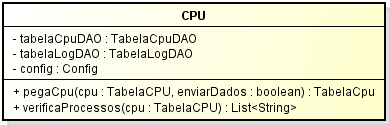 CPU
- tabelaCpuDAO : TabelaCpuDAO
- tabelaLogDAO : TabelaLogDAO
- config : Config
+ pegaCpu(cpu : TabelaCPU, enviarDados : boolean) : TabelaCpu
+ verificaProcessos(cpu : TabelaCPU) : List<String>